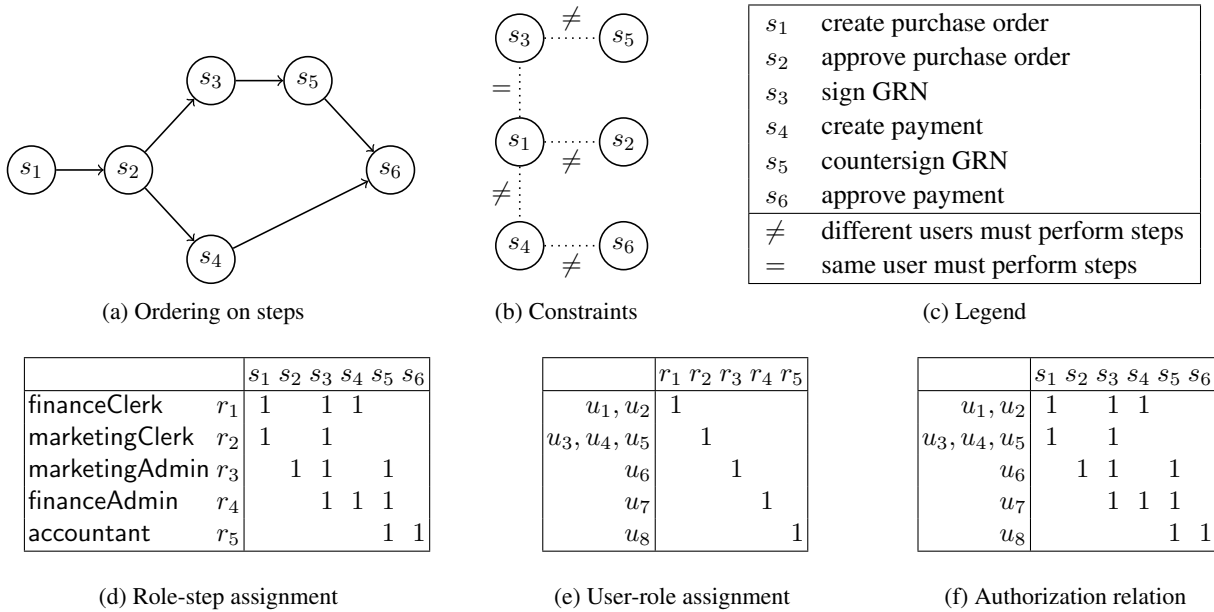 s3 ≠ s5
s3 s5
=
s1 s2 s6 s1 ≠ s2
≠
s4 s4 ≠ s6
(a) Ordering on steps
(b) Constraints
s1 create purchase order
s2 approve purchase order
s3 sign GRN
s4 create payment
s5 countersign GRN
s6 approve payment
≠ different users must perform steps
= same user must perform steps
(c) Legend
s1 s2 s3 s4 s5 s6
financeClerk r1 1 1 1
marketingClerk r2 1 1
marketingAdmin r3 1 1 1
financeAdmin r4 1 1 1
accountant r5 1 1
(d) Role-step assignment
r1 r2 r3 r4 r5
u1, u2 1
u3, u4, u5 1
u6 1
u7 1
u8 1
(e) User-role assignment
s1 s2 s3 s4 s5 s6
u1, u2 1 1 1
u3, u4, u5 1 1
u6 1 1 1
u7 1 1 1
u8 1 1
(f) Authorization relation